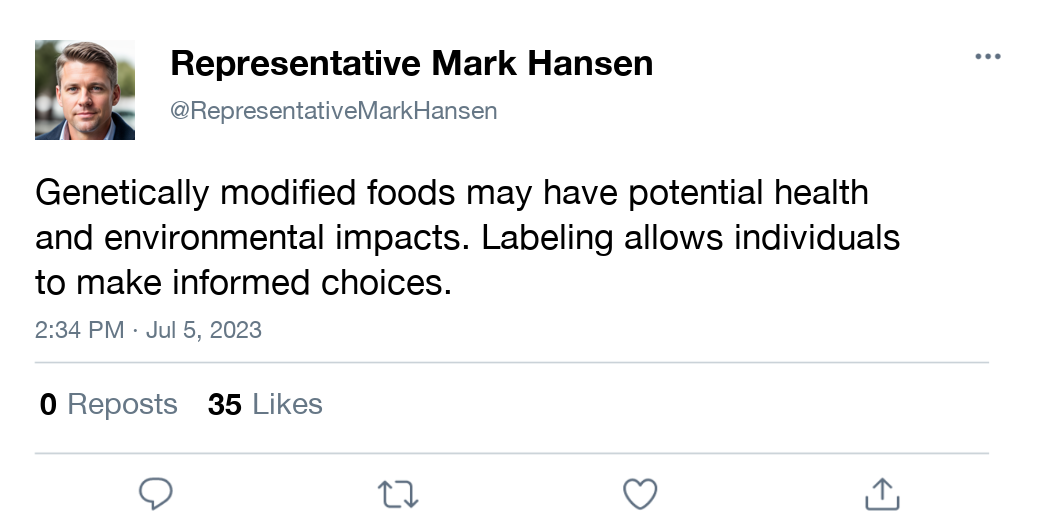 Representative Mark Hansen
@RepresentativeMarkHansen
Genetically modified foods may have potential health
and environmental impacts. Labeling allows individuals
to make informed choices.
2:34 PM · Jul 5, 2023
0 Reposts 35 Likes